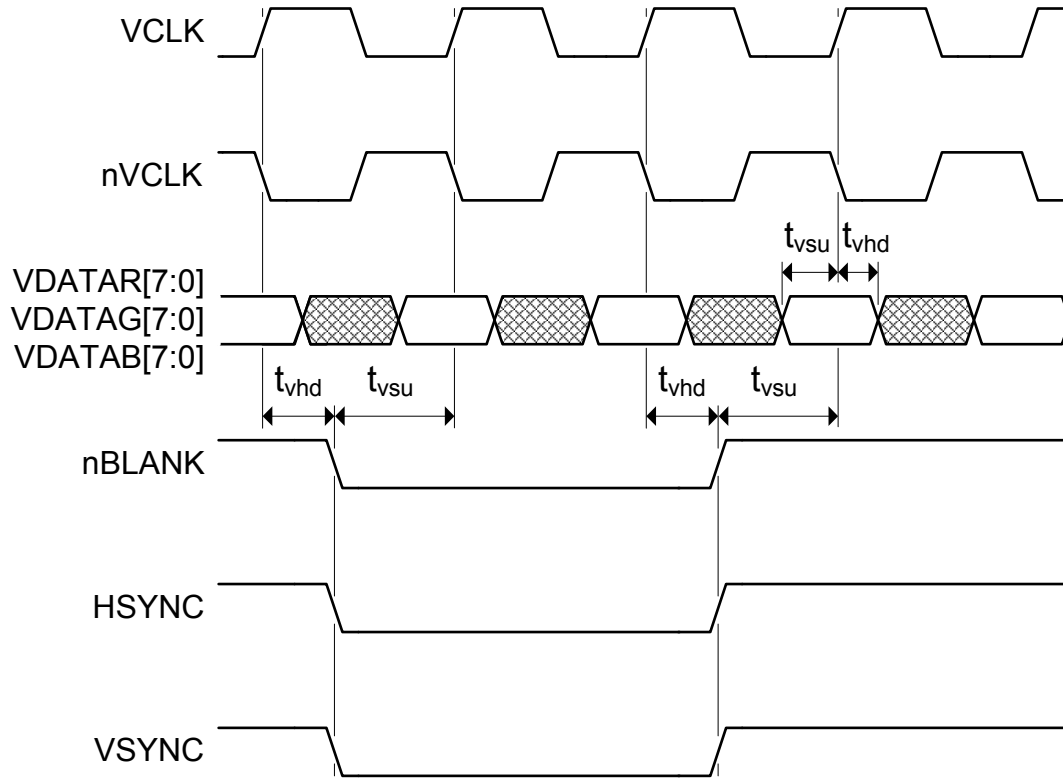 VCLK
nVCLK
tvsu tvhd
VDATAR[7:0]
VDATAG[7:0]
VDATAB[7:0]
tvhd tvsu tvhd tvsu
nBLANK
HSYNC
VSYNC